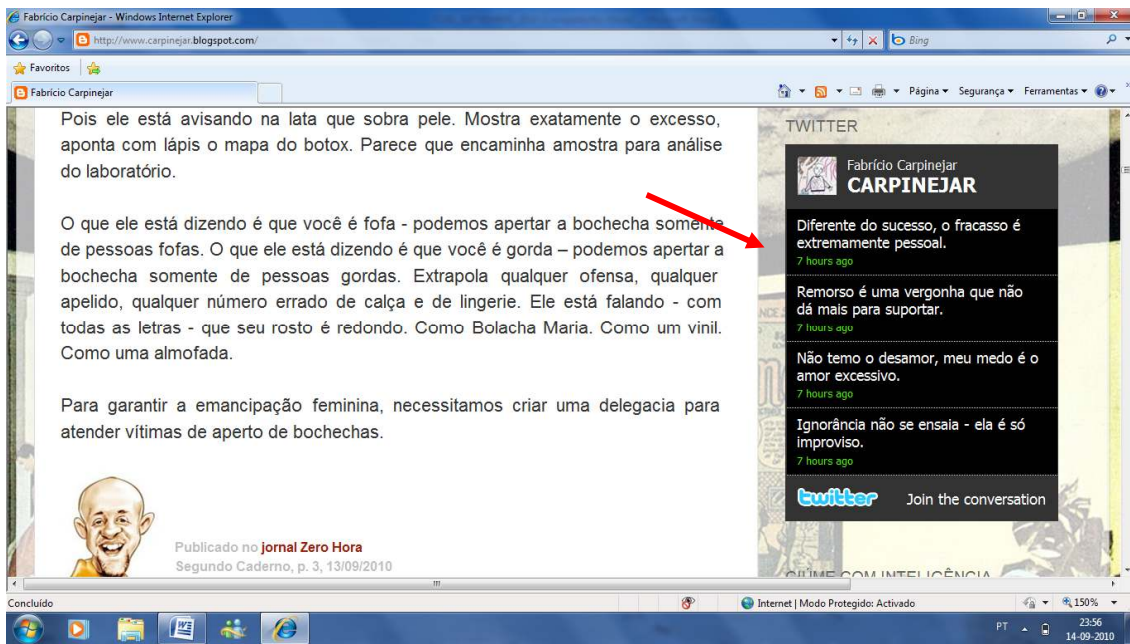 Fabrício Carpinejar - Windows Internet Explorer
http://www.carpinejar.blogspot.com/
Bing
Favoritos
Fabrício Carpinejar
Página
Segurança
Ferramentas
Pois ele está avisando na lata que sobra pele. Mostra exatamente o excesso,
aponta com lápis o mapa do botox. Parece que encaminha amostra para análise
do laboratório.
O que ele está dizendo é que você é fofa - podemos apertar a bochecha somente
de pessoas fofas. O que ele está dizendo é que você é gorda – podemos apertar a
bochecha somente de pessoas gordas. Extrapola qualquer ofensa, qualquer
apelido, qualquer número errado de calça e de lingerie. Ele está falando - com
todas as letras - que seu rosto é redondo. Como Bolacha Maria. Como um vinil.
Como uma almofada.
Para garantir a emancipação feminina, necessitamos criar uma delegacia para
atender vítimas de aperto de bochechas.
Publicado no jornal Zero Hora
Segundo Caderno, p. 3, 13/09/2010
TWITTER
Fabrício Carpinejar
CARPINEJAR
Diferente do sucesso, o fracasso é
extremamente pessoal.
7 hours ago
Remorso é uma vergonha que não
dá mais para suportar.
7 hours ago
Não temo o desamor, meu medo é o
amor excessivo.
7 hours ago
Ignorância não se ensaia - ela é só
improviso.
7 hours ago
twitter Join the conversation
CIÚME COM INTELIGÊNCIA
Concluído
Internet | Modo Protegido: Activado
150%
PT
23:56
14-09-2010